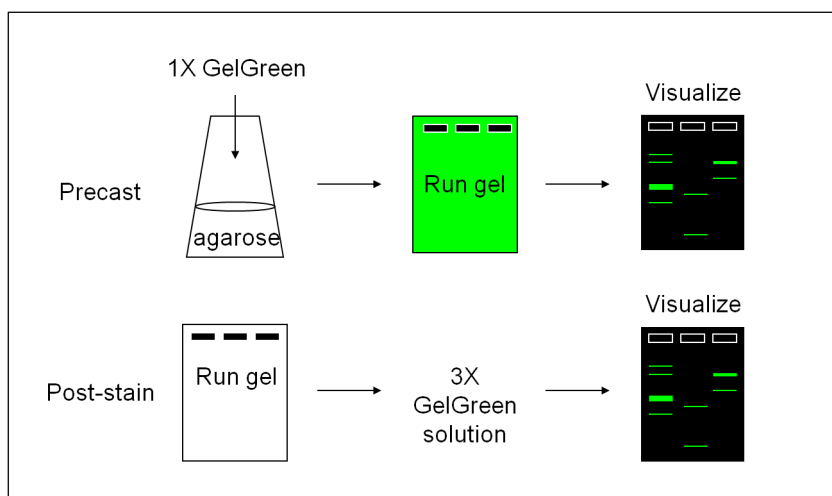 1X GelGreen
Precast
agarose
Run gel
Visualize
Post-stain
Run gel
3X
GelGreen
solution
Visualize